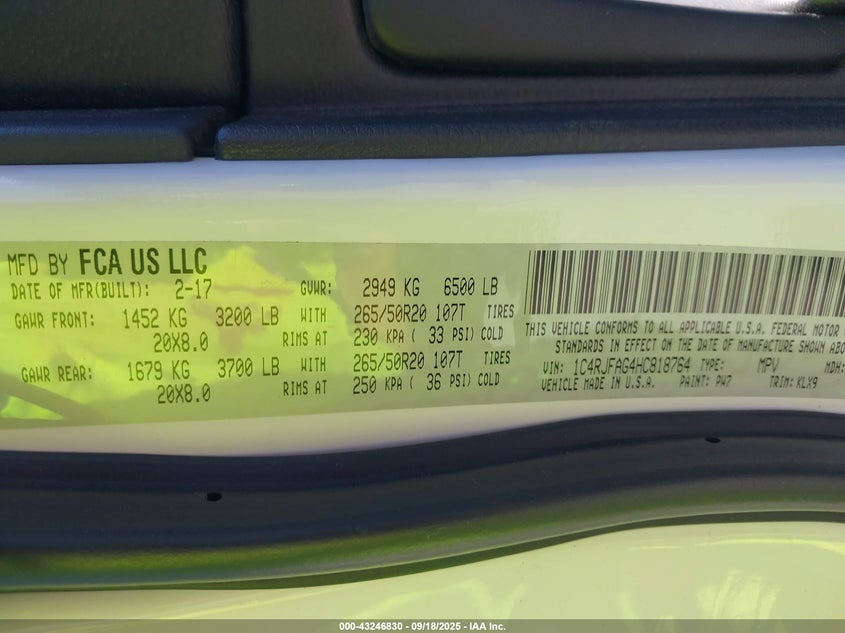 MFD BY FCA US LLC
DATE OF MFR(BUILT): 2-17 GVWR: 2949 KG 6500 LB
GAWR FRONT: 1452 KG 3200 LB WITH 265/50R20 107T TIRES
20X8.0 RIMS AT 230 KPA ( 33 PSI) COLD
GAWR REAR: 1679 KG 3700 LB WITH 265/50R20 107T TIRES
20X8.0 RIMS AT 250 KPA ( 36 PSI) COLD
THIS VEHICLE CONFORMS TO ALL APPLICABLE U.S.A. FEDERAL MOTOR
STANDARDS IN EFFECT ON THE DATE OF MANUFACTURE SHOWN ABO
VIN: 1C4RJFAG4HC818764 TYPE: MPV MDH:
VEHICLE MADE IN U.S.A. PAINT: PW7 TRIM: KLX9
000-43246830 - 09/18/2025 - IAA Inc.